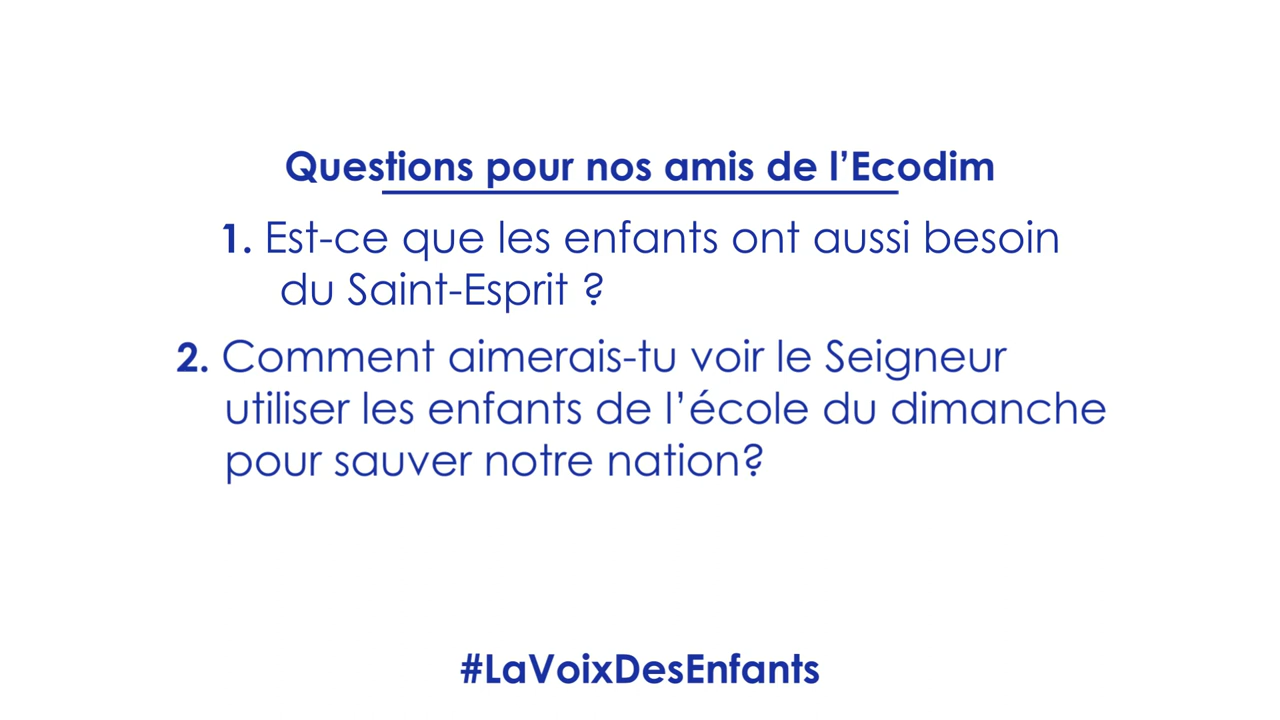 Questions pour nos amis de l’Ecodim
1. Est-ce que les enfants ont aussi besoin
du Saint-Esprit ?
2. Comment aimerais-tu voir le Seigneur
utiliser les enfants de l’école du dimanche
pour sauver notre nation?
#LaVoixDesEnfants